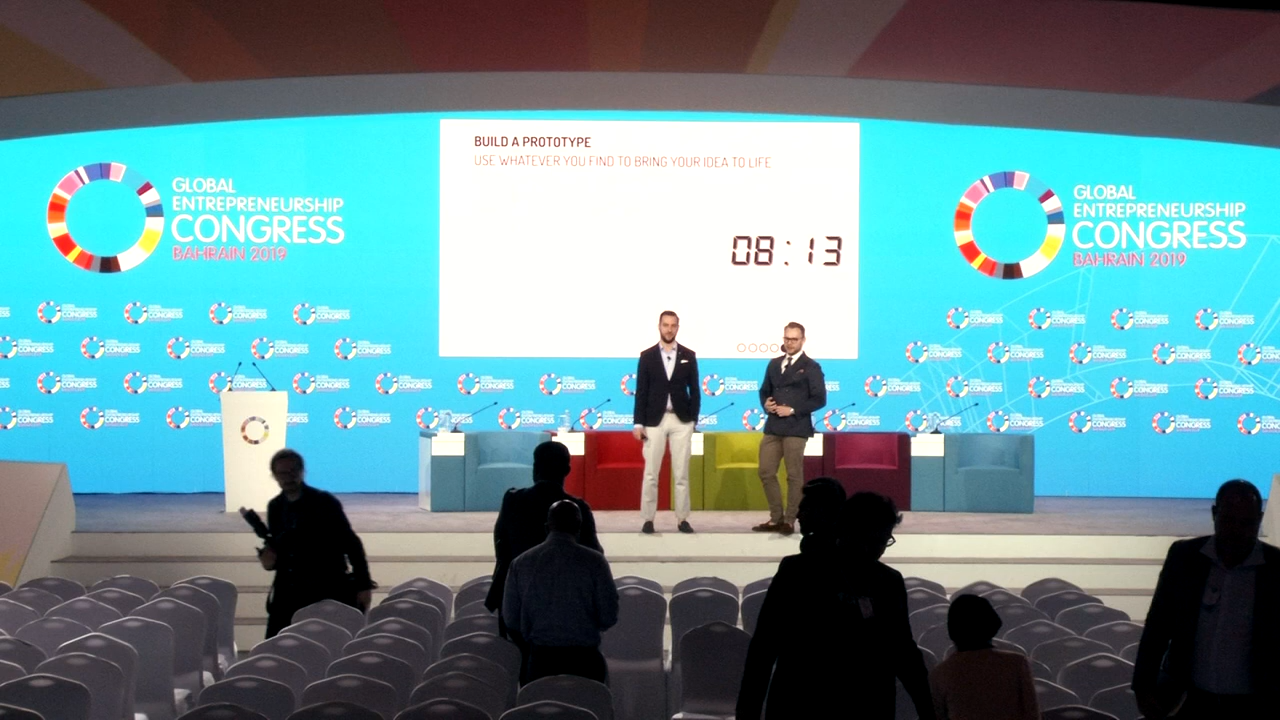 BUILD A PROTOTYPE
USE WHATEVER YOU FIND TO BRING YOUR IDEA TO LIFE
08:13
GLOBAL
ENTREPRENEURSHIP
CONGRESS
BAHRAIN 2019
GLOBAL
ENTREPRENEURSHIP
CONGRESS
BAHRAIN 2019